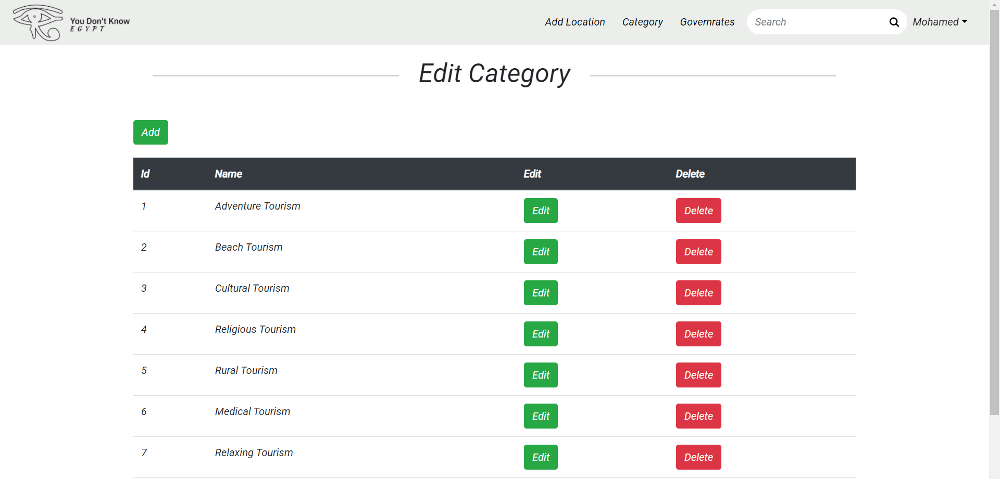 You Don't Know
EGYPT
Add Location Category Governrates Search Mohamed
Edit Category
Add
Id Name Edit Delete
1 Adventure Tourism Edit Delete
2 Beach Tourism Edit Delete
3 Cultural Tourism Edit Delete
4 Religious Tourism Edit Delete
5 Rural Tourism Edit Delete
6 Medical Tourism Edit Delete
7 Relaxing Tourism Edit Delete